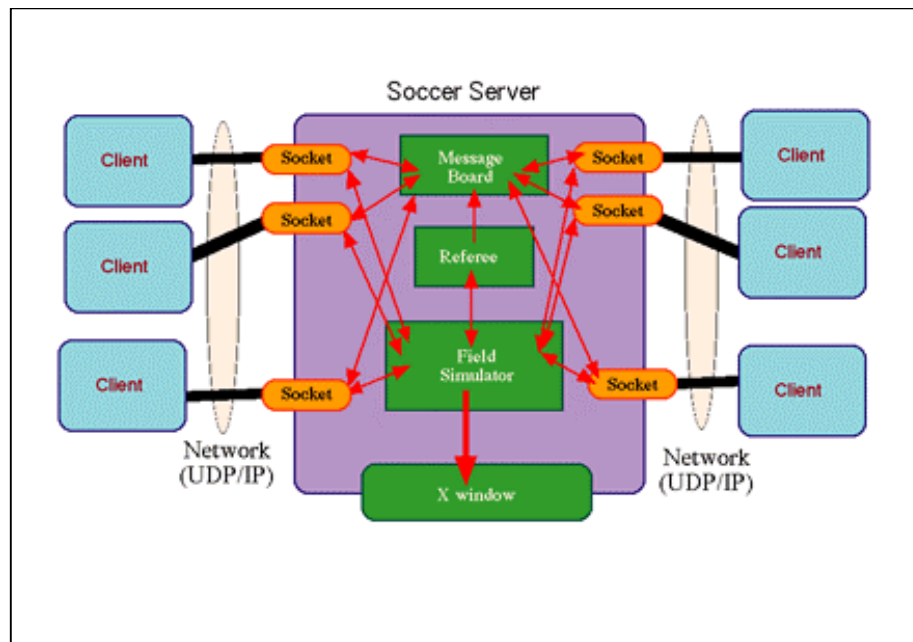 Soccer Server
Client
Client
Client
Network
(UDP/IP)
Socket
Socket
Socket
Message
Board
Referee
Field
Simulator
X window
Socket
Socket
Socket
Client
Client
Client
Network
(UDP/IP)